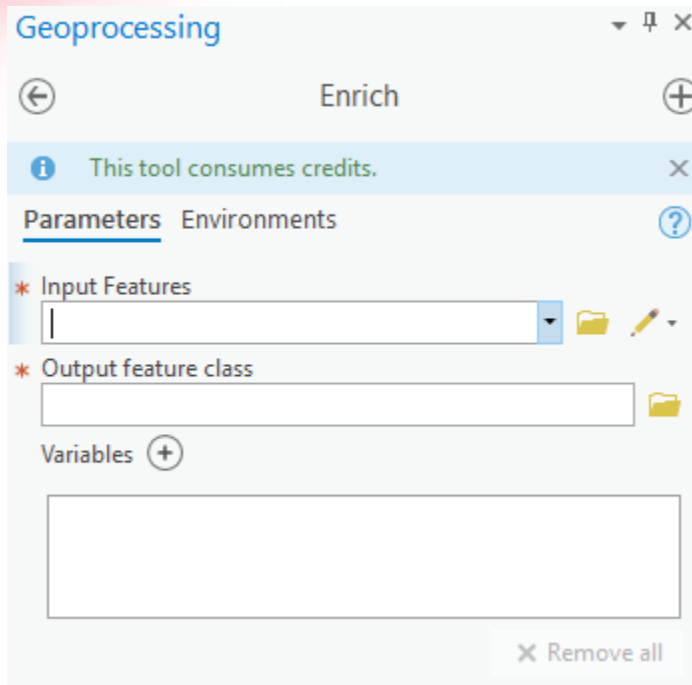 Geoprocessing
Enrich
This tool consumes credits.
Parameters Environments
* Input Features
* Output feature class
Variables
Remove all